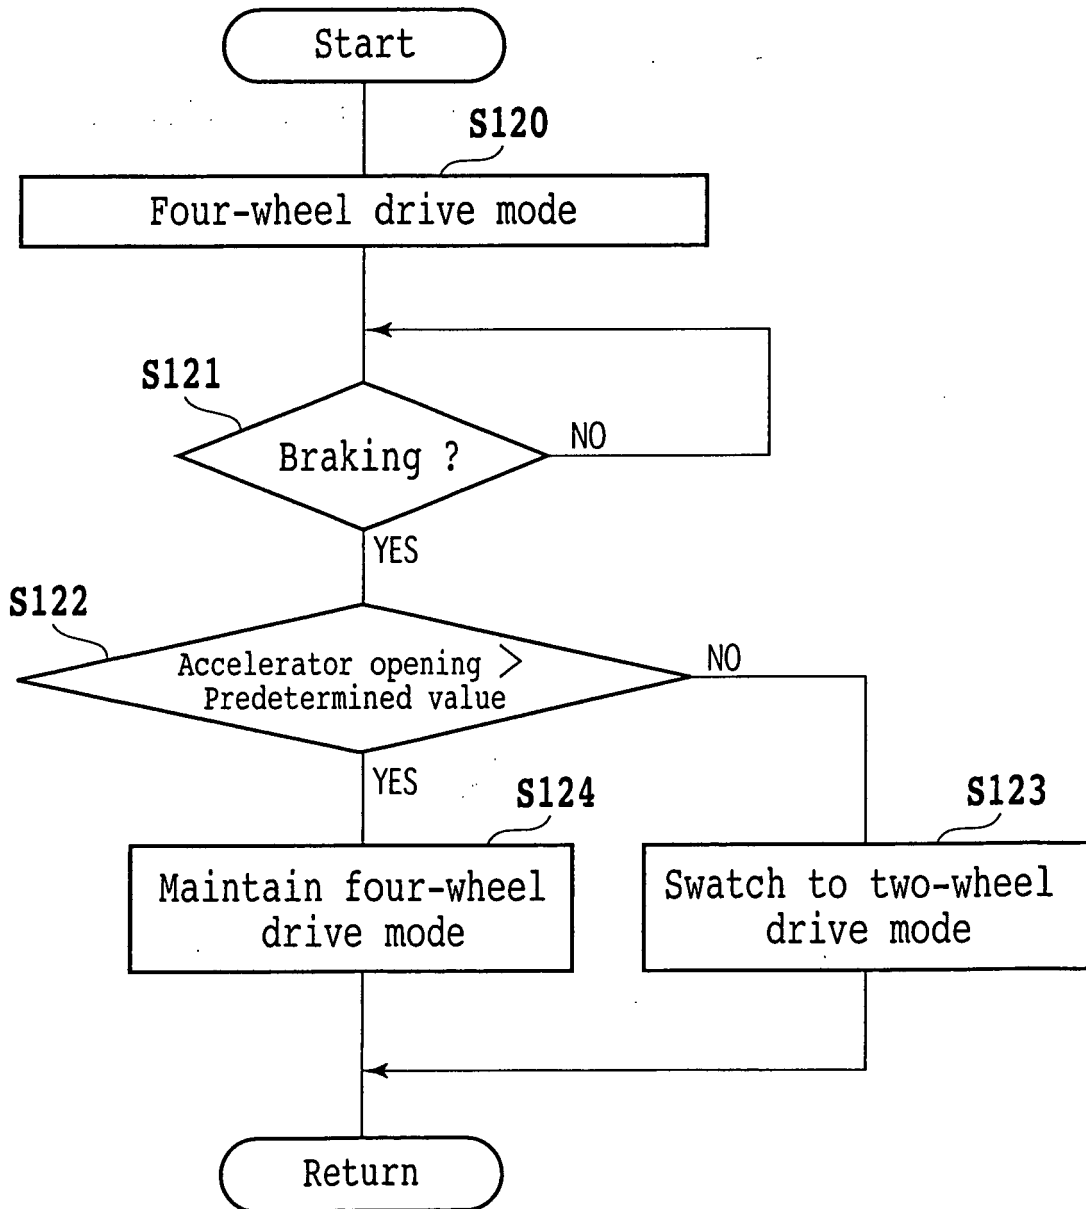 Start
S120
Four-wheel drive mode
S121
Braking ?
NO
YES
S122
Accelerator opening >
Predetermined value
NO
YES
S124
Maintain four-wheel
drive mode
S123
Swatch to two-wheel
drive mode
Return